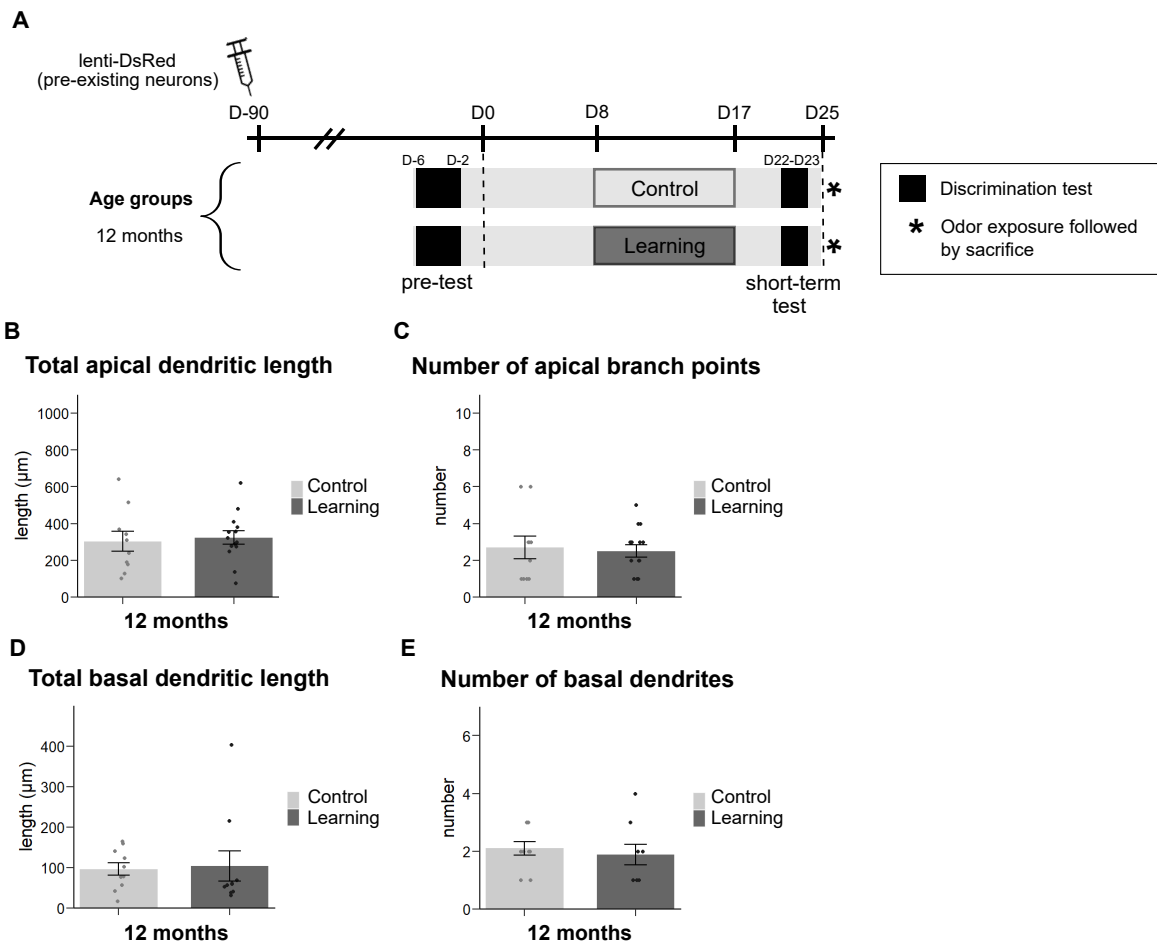 A
lenti-DsRed
(pre-existing neurons)
D-90
D0
D8
D17
D25
D-6
D-2
D22-D23
Age groups
12 months
Control
*
Learning
*
pre-test
short-term
test
Discrimination test
* Odor exposure followed
by sacrifice
B
Total apical dendritic length
length (µm)
1000
800
600
400
200
0
12 months
Control
Learning
C
Number of apical branch points
number
10
8
6
4
2
0
12 months
Control
Learning
D
Total basal dendritic length
length (µm)
400
300
200
100
0
12 months
Control
Learning
E
Number of basal dendrites
number
6
4
2
0
12 months
Control
Learning